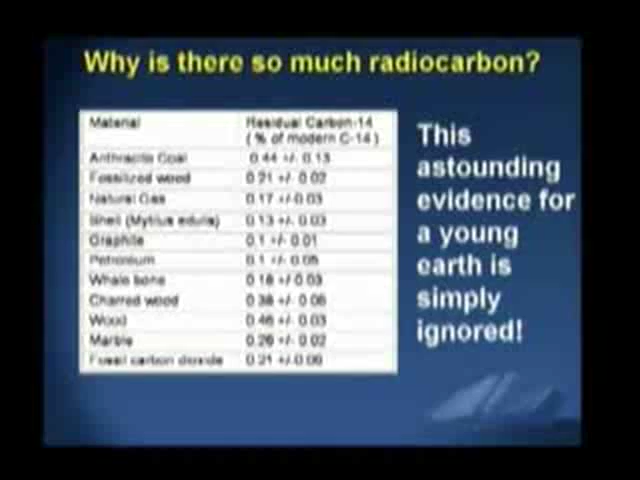 Why is there so much radiocarbon?
Material Residual Carbon-14
( % of modern C-14 )
Anthracite Coal 0.44 +/- 0.13
Fossilized wood 0.21 +/- 0.02
Natural Gas 0.17 +/-0.03
Shell (Mytilus edulis) 0.13 +/- 0.03
Graphite 0.1 +/- 0.01
Petroleum 0.1 +/- 0.05
Whale bone 0.18 +/-0.03
Charred wood 0.38 +/- 0.06
Wood 0.46 +/- 0.03
Marble 0.26 +/- 0.02
Fossil carbon dioxide 0.21 +/-0.06
This
astounding
evidence for
a young
earth is
simply
ignored!